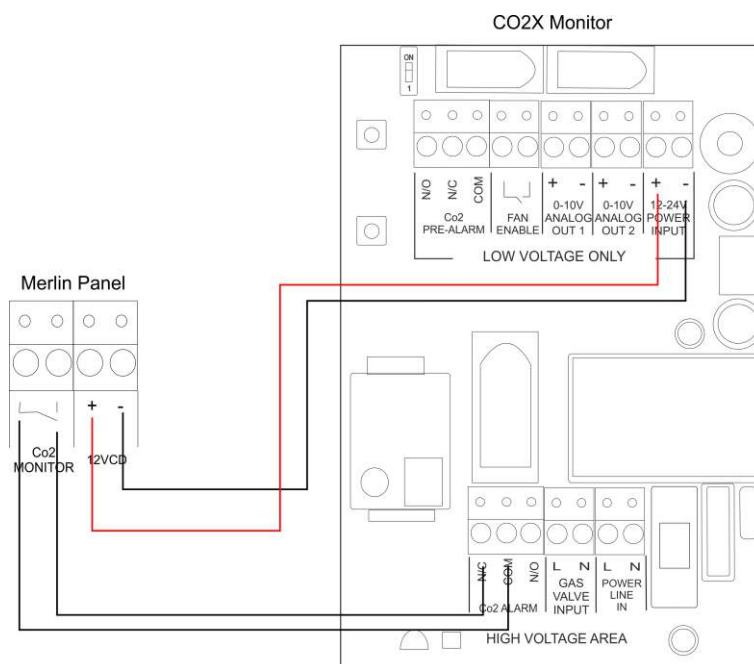 CO2X Monitor
ON
1
N/O
N/C
COM
Co2
PRE-ALARM
FAN
ENABLE
+ -
0-10V
ANALOG
OUT 1
+ -
0-10V
ANALOG
OUT 2
+ -
12-24V
POWER
INPUT
LOW VOLTAGE ONLY
Merlin Panel
Co2
MONITOR
+ -
12VCD
N/C
COM
N/O
Co2 ALARM
L N
GAS
VALVE
INPUT
L N
POWER
LINE
IN
HIGH VOLTAGE AREA